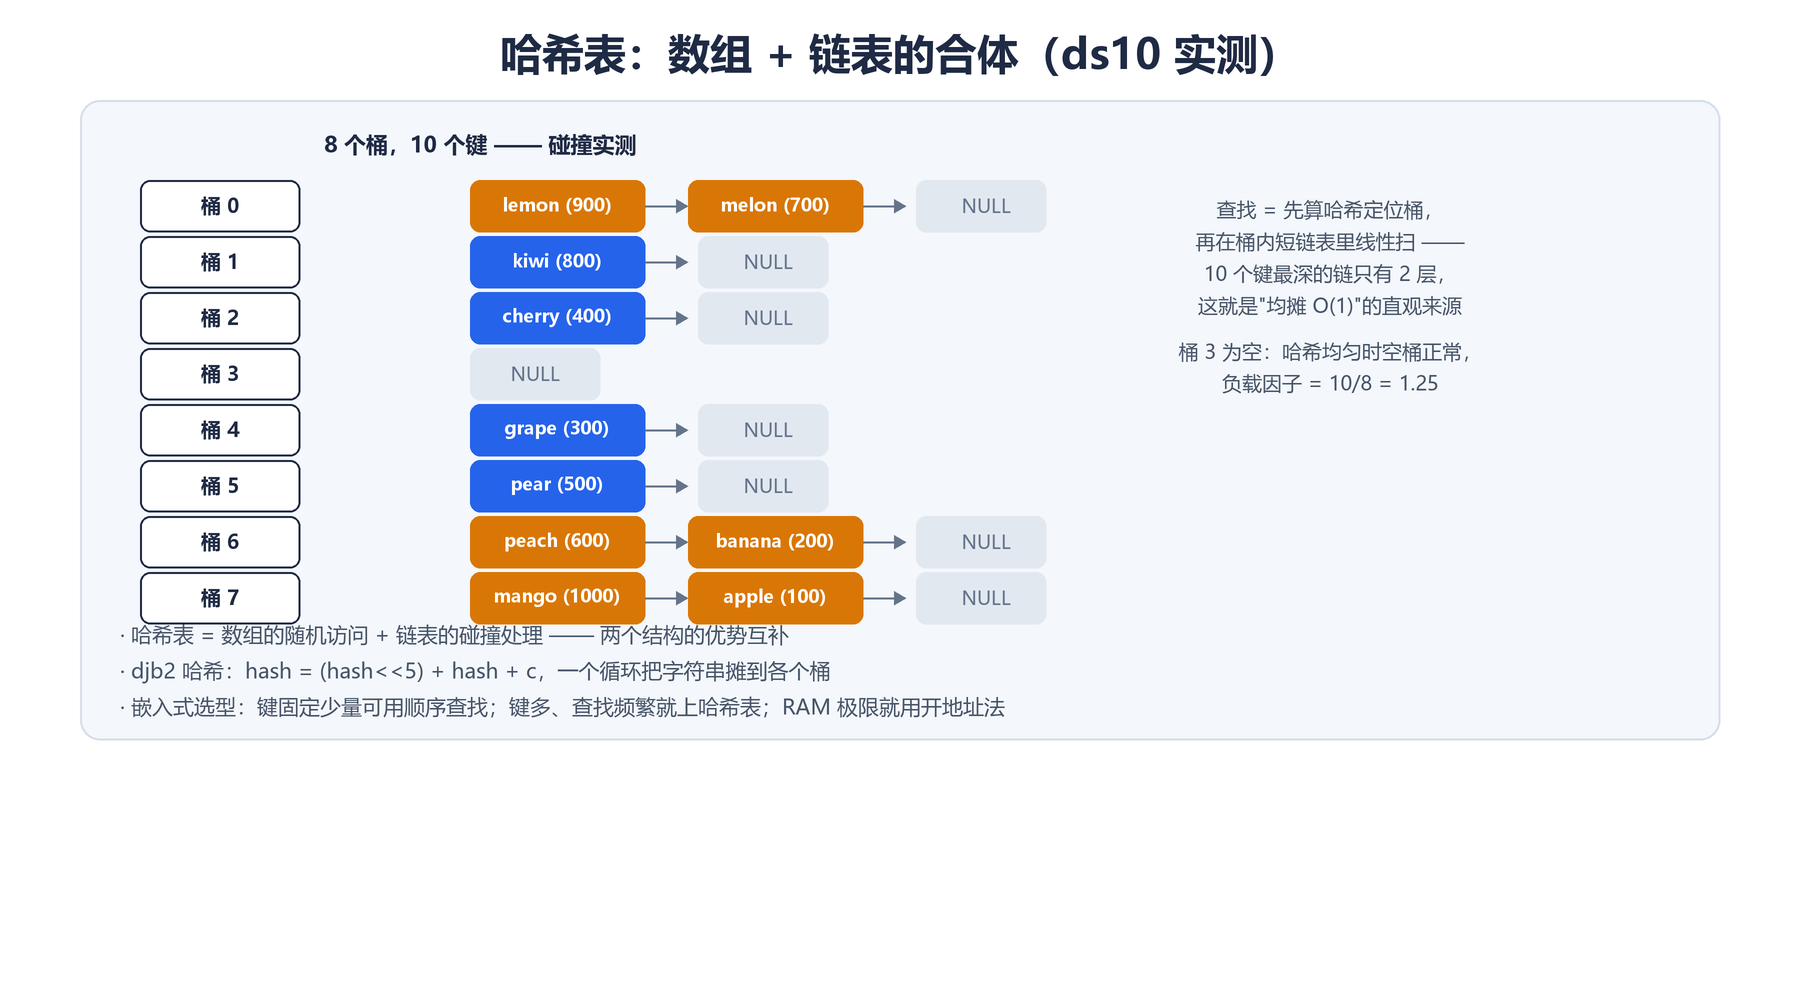 哈希表：数组 + 链表的合体（ds10 实测）
8 个桶，10 个键 —— 碰撞实测
桶 0
lemon (900)
melon (700)
NULL
桶 1
kiwi (800)
NULL
桶 2
cherry (400)
NULL
桶 3
NULL
桶 4
grape (300)
NULL
桶 5
pear (500)
NULL
桶 6
peach (600)
banana (200)
NULL
桶 7
mango (1000)
apple (100)
NULL
查找 = 先算哈希定位桶，
再在桶内短链表里线性扫 ——
10 个键最深的链只有 2 层，
这就是"均摊 O(1)"的直观来源
桶 3 为空：哈希均匀时空桶正常，
负载因子 = 10/8 = 1.25
· 哈希表 = 数组的随机访问 + 链表的碰撞处理 —— 两个结构的优势互补
· djb2 哈希：hash = (hash<<5) + hash + c，一个循环把字符串摊到各个桶
· 嵌入式选型：键固定少量可用顺序查找；键多、查找频繁就上哈希表；RAM 极限就用开地址法